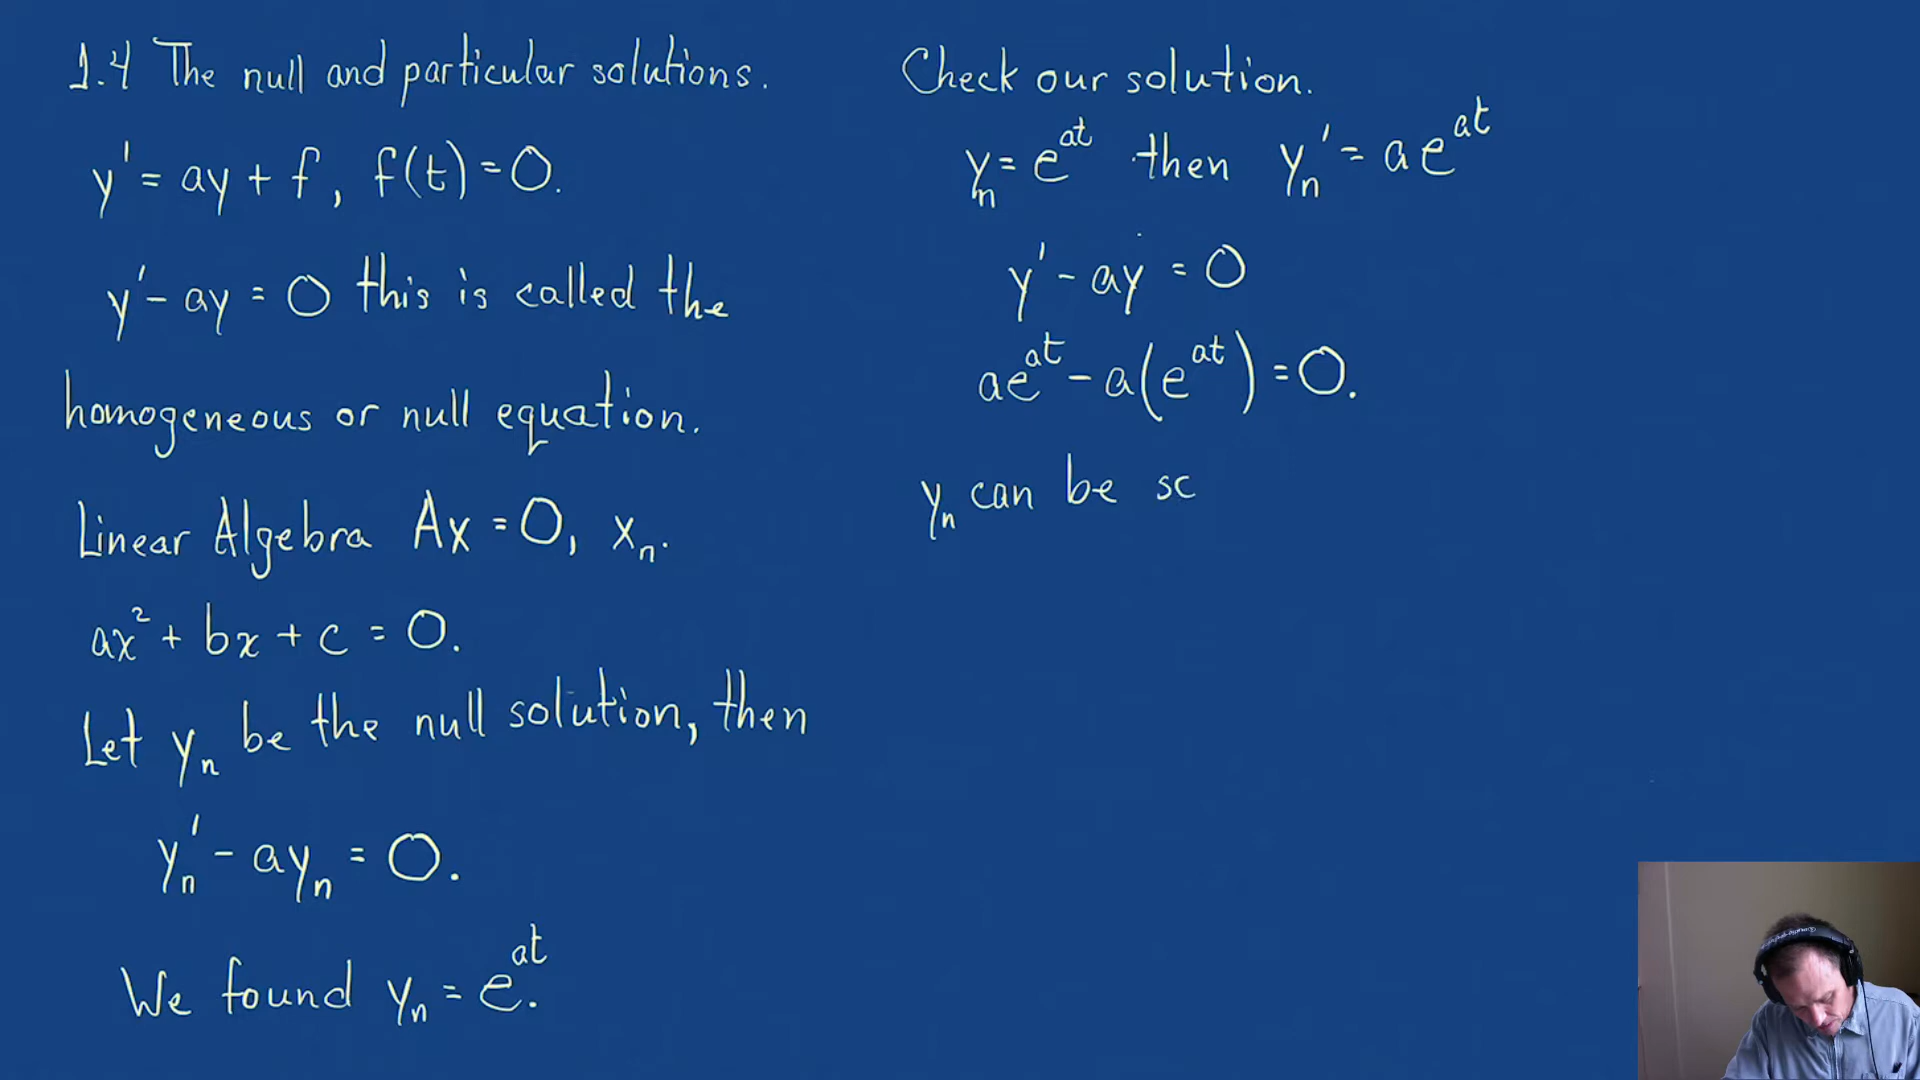 1.4 The null and particular solutions.
y' = ay + f, f(t) = 0.
y' - ay = 0 this is called the
homogeneous or null equation.
Linear Algebra Ax = 0, xₙ.
ax² + bx + c = 0.
Let yₙ be the null solution, then
yₙ' - ayₙ = 0.
We found yₙ = e^{at}.
Check our solution.
yₙ = e^{at} then yₙ' = ae^{at}
y' - ay = 0
ae^{at} - a(e^{at}) = 0.
yₙ can be sc